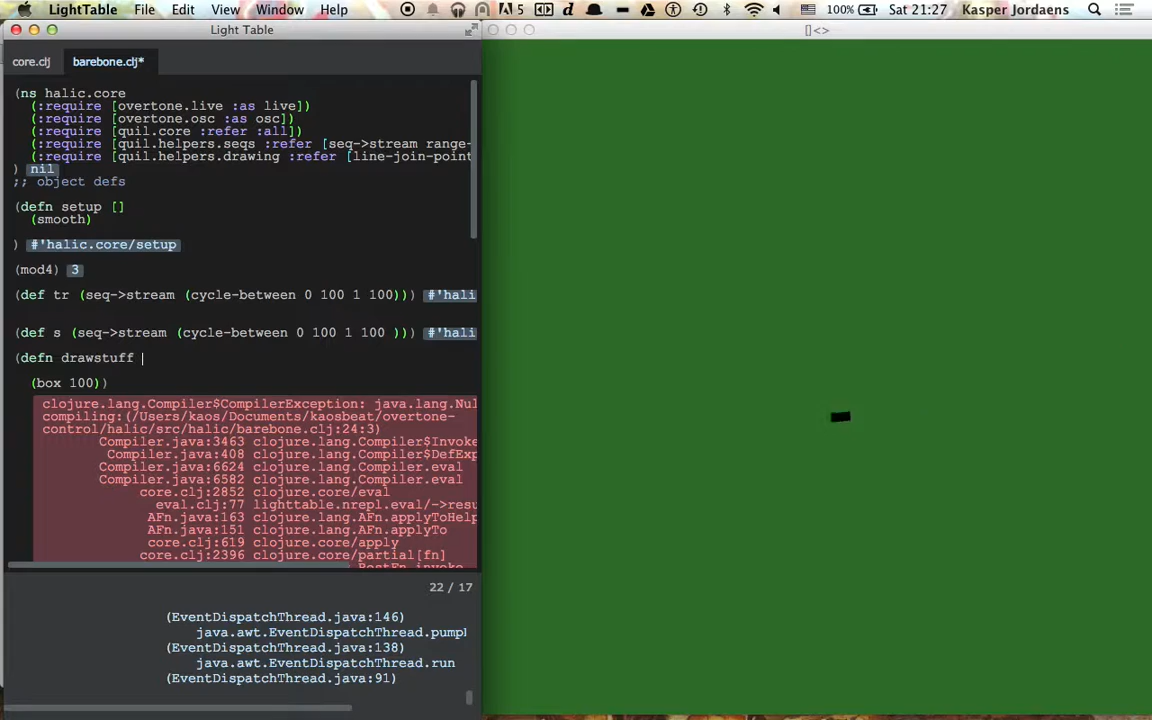 LightTable File Edit View Window Help 5 100% Sat 21:27 Kasper Jordaens
Light Table
[]<>
core.clj barebone.clj*
(ns halic.core
(:require [overtone.live :as live])
(:require [overtone.osc :as osc])
(:require [quil.core :refer :all])
(:require [quil.helpers.seqs :refer [seq->stream range-
(:require [quil.helpers.drawing :refer [line-join-point
) nil
;; object defs
(defn setup []
(smooth)
) #'halic.core/setup
(mod4) 3
(def tr (seq->stream (cycle-between 0 100 1 100))) #'hali
(def s (seq->stream (cycle-between 0 100 1 100 ))) #'hali
(defn drawstuff
(box 100))
clojure.lang.Compiler$CompilerException: java.lang.Nul
compiling:(/Users/kaos/Documents/kaosbeat/overtone-
control/halic/src/halic/barebone.clj:24:3)
Compiler.java:3463 clojure.lang.Compiler$Invoke
Compiler.java:408 clojure.lang.Compiler$DefExp
Compiler.java:6624 clojure.lang.Compiler.eval
Compiler.java:6582 clojure.lang.Compiler.eval
core.clj:2852 clojure.core/eval
eval.clj:77 lighttable.nrepl.eval/->resu
AFn.java:163 clojure.lang.AFn.applyToHelp
AFn.java:151 clojure.lang.AFn.applyTo
core.clj:619 clojure.core/apply
core.clj:2396 clojure.core/partial[fn]
22 / 17
(EventDispatchThread.java:146)
java.awt.EventDispatchThread.pump
(EventDispatchThread.java:138)
java.awt.EventDispatchThread.run
(EventDispatchThread.java:91)